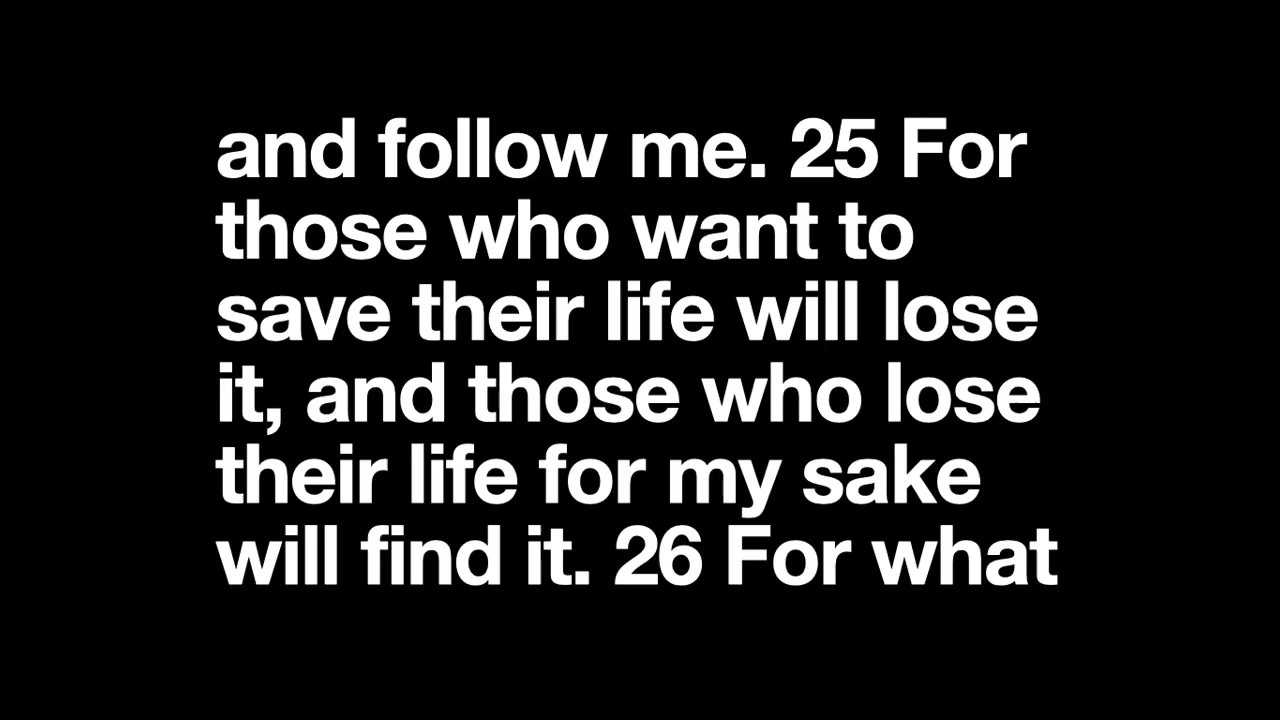 and follow me. 25 For
those who want to
save their life will lose
it, and those who lose
their life for my sake
will find it. 26 For what